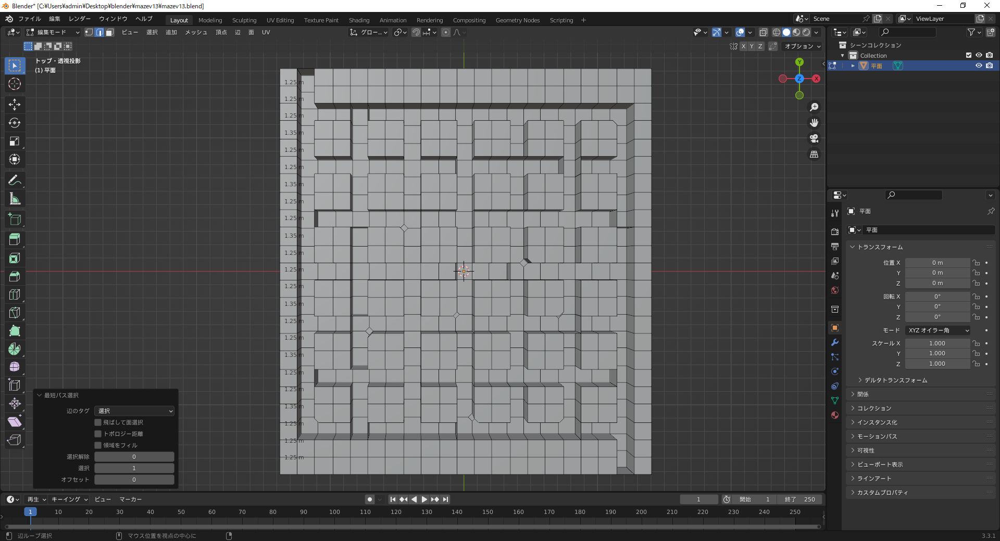 Blender* [C:¥Users¥admin¥Desktop¥blender¥mazev13¥mazev13.blend]
ファイル 編集 レンダー ウィンドウ ヘルプ Layout Modeling Sculpting UV Editing Texture Paint Shading Animation Rendering Compositing Geometry Nodes Scripting + Scene ViewLayer
編集モード ビュー 選択 追加 メッシュ 頂点 辺 面 UV グロー...
X Y Z オプション
トップ・透視投影
(1) 平面
シーンコレクション
Collection
平面
Y
Z
X
1.25 m
1.25 m
1.25 m
1.35 m
1.25 m
1.25 m
1.35 m
1.25 m
1.25 m
1.35 m
1.25 m
1.25 m
1.25 m
1.35 m
1.25 m
1.25 m
1.35 m
1.25 m
1.25 m
1.35 m
1.25 m
1.25 m
1.25 m
平面
平面
トランスフォーム
位置 X 0 m
Y 0 m
Z 0 m
回転 X 0°
Y 0°
Z 0°
モード XYZ オイラー角
スケール X 1.000
Y 1.000
Z 1.000
デルタトランスフォーム
関係
コレクション
インスタンス化
モーションパス
可視性
ビューポート表示
ラインアート
カスタムプロパティ
最短パス選択
辺のタグ 選択
飛ばして面選択
トポロジー距離
領域をフィル
選択解除 0
選択 1
オフセット 0
再生 キーイング ビュー マーカー 1 開始 1 終了 250
1 10 20 30 40 50 60 70 80 90 100 110 120 130 140 150 160 170 180 190 200 210 220 230 240 250
辺ループ選択 マウス位置を視点の中心に 3.3.1